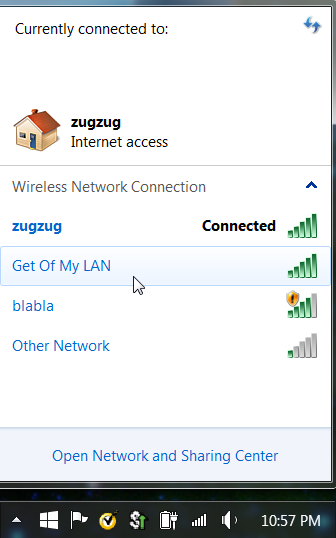 Currently connected to:
zugzug
Internet access
Wireless Network Connection
zugzug Connected
Get Of My LAN
blabla
Other Network
Open Network and Sharing Center
10:57 PM